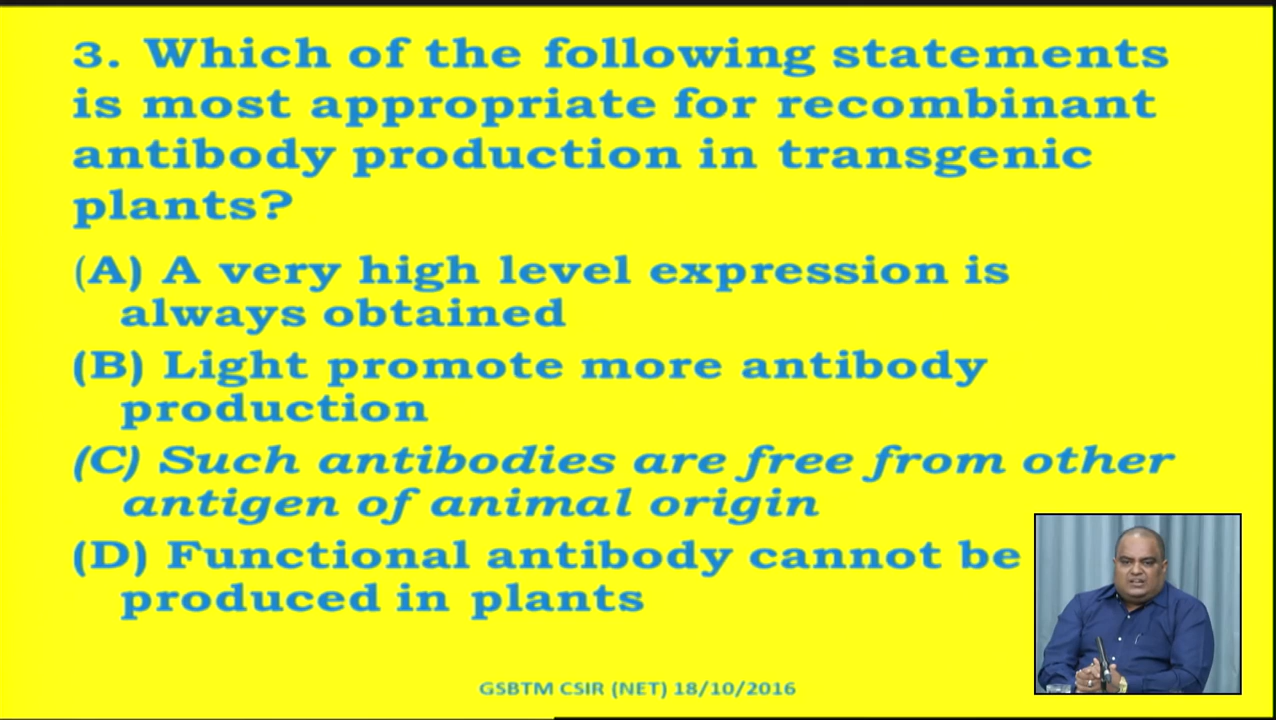 3. Which of the following statements
is most appropriate for recombinant
antibody production in transgenic
plants?
(A) A very high level expression is
always obtained
(B) Light promote more antibody
production
(C) Such antibodies are free from other
antigen of animal origin
(D) Functional antibody cannot be
produced in plants
GSBTM CSIR (NET) 18/10/2016